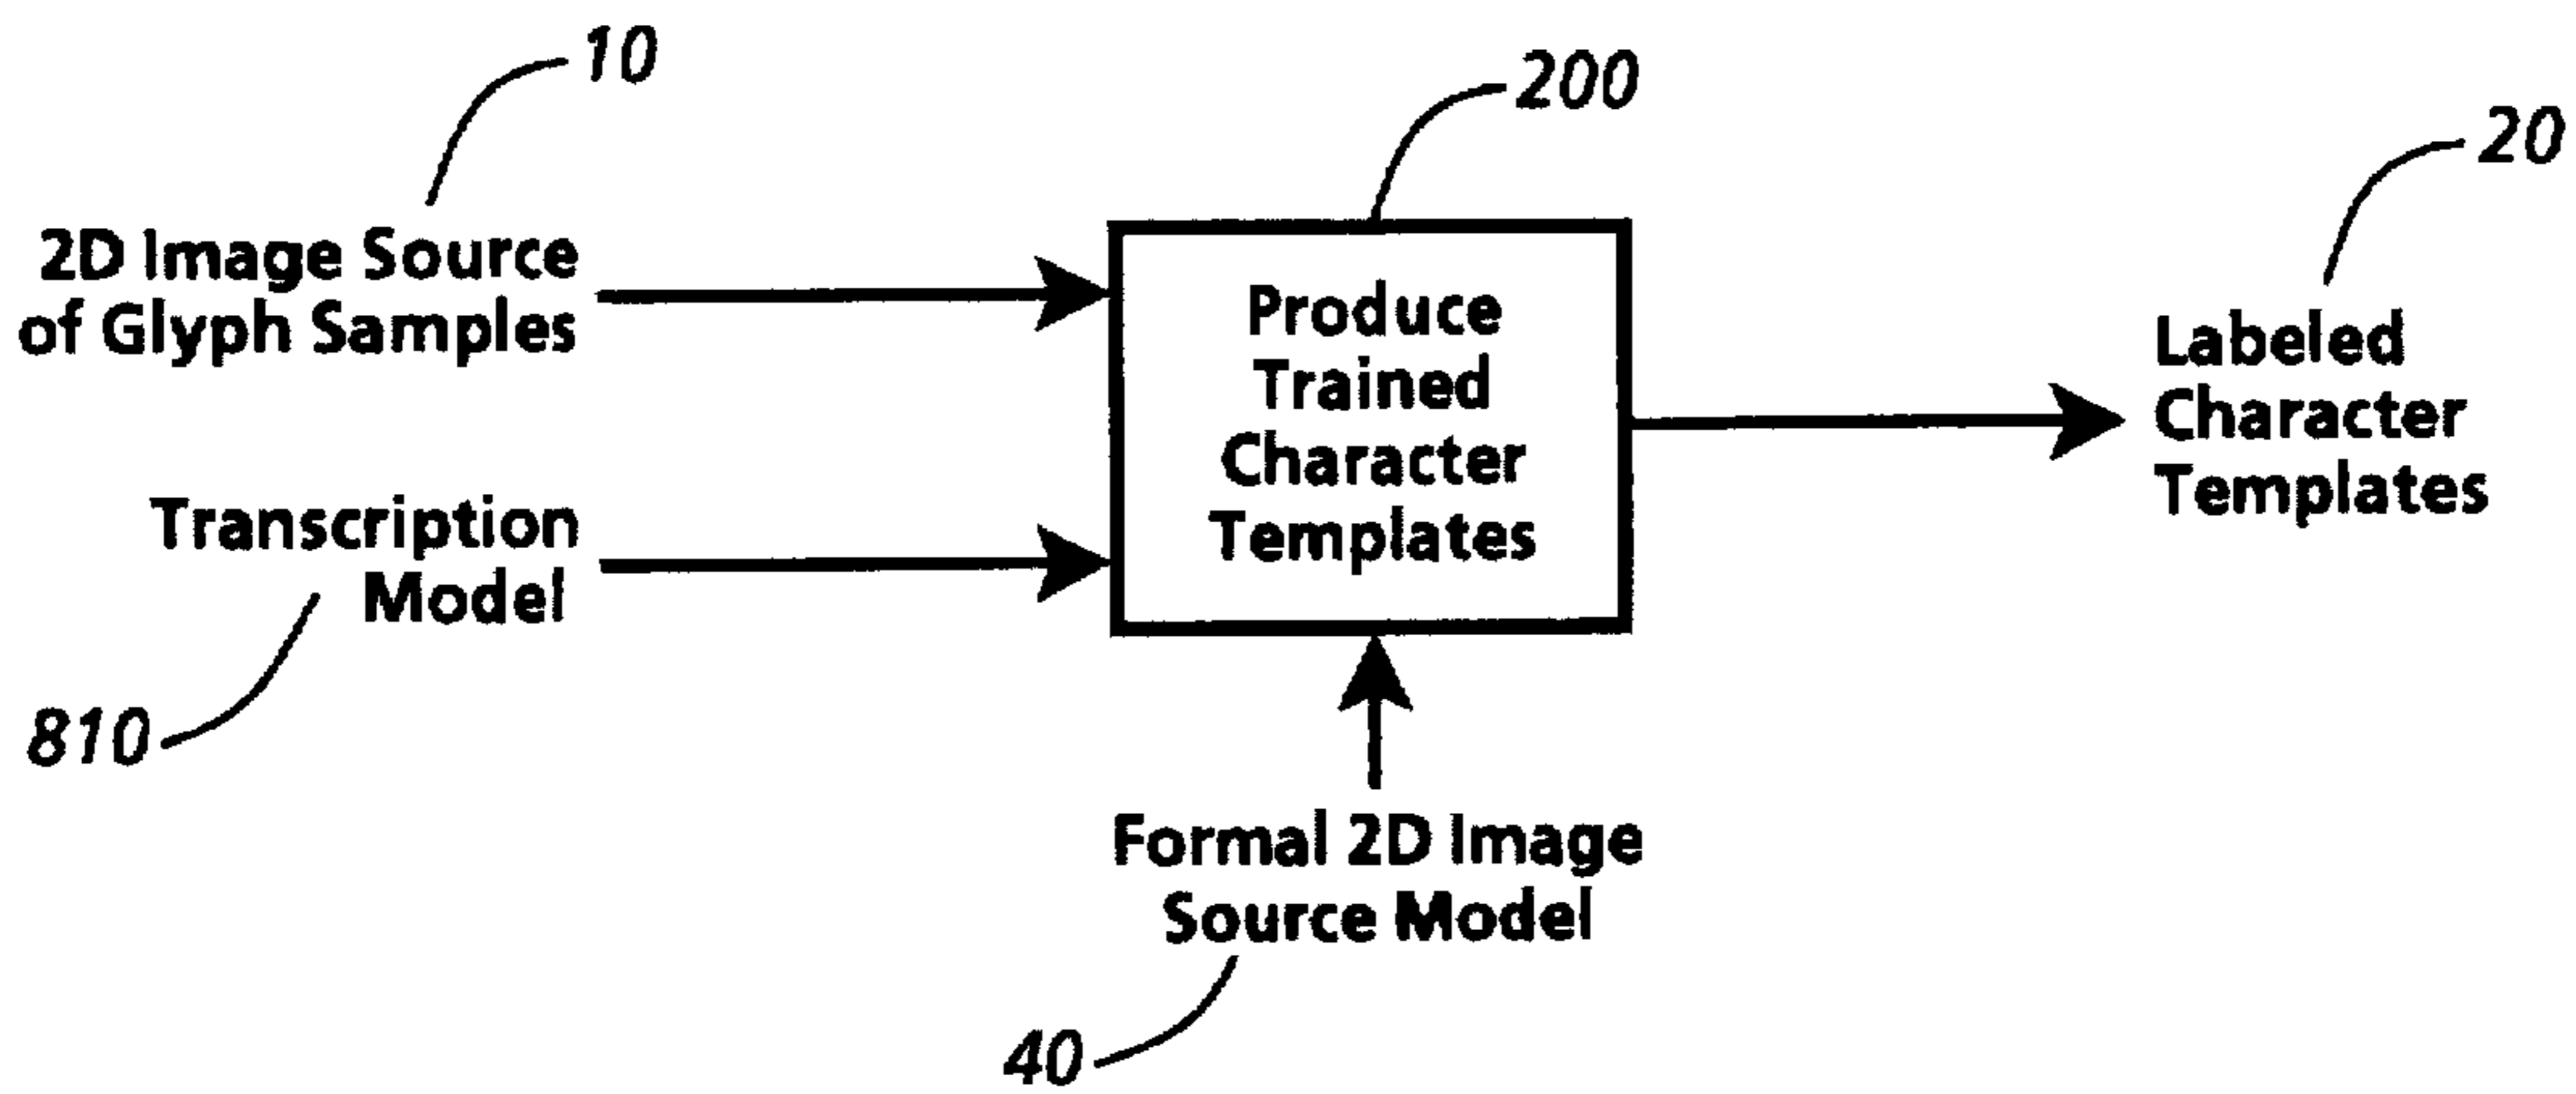 10
200
20
2D Image Source
of Glyph Samples
Produce
Trained
Character
Templates
Labeled
Character
Templates
Transcription
Model
810
Formal 2D Image
Source Model
40